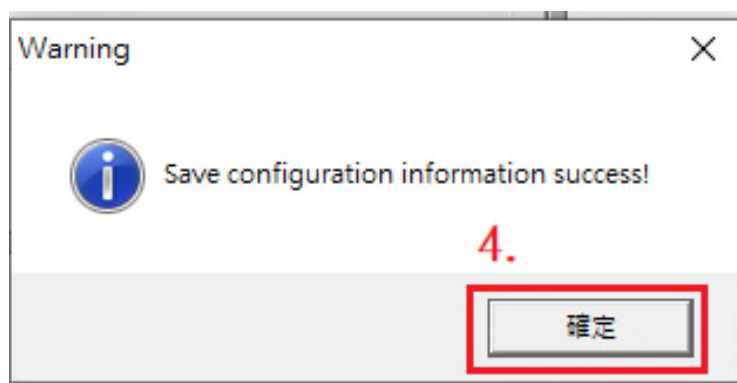 Warning
Save configuration information success!
4.
確定